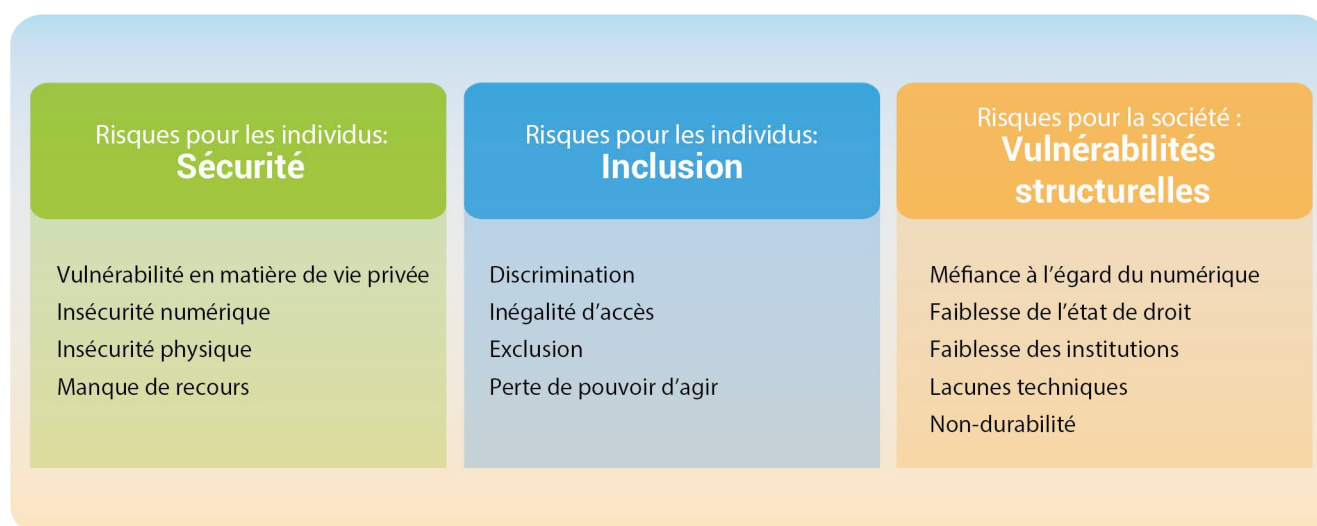 Risques pour les individus:
Sécurité
Vulnérabilité en matière de vie privée
Insécurité numérique
Insécurité physique
Manque de recours
Risques pour les individus:
Inclusion
Discrimination
Inégalité d’accès
Exclusion
Perte de pouvoir d’agir
Risques pour la société :
Vulnérabilités
structurelles
Méfiance à l’égard du numérique
Faiblesse de l’état de droit
Faiblesse des institutions
Lacunes techniques
Non-durabilité